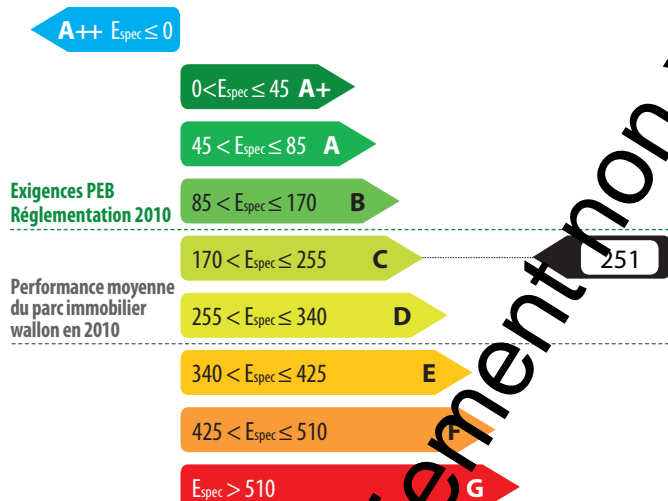 A++ Espec ≤ 0
0<Espec ≤ 45 A+
45 < Espec ≤ 85 A
Exigences PEB
Réglementation 2010
85 < Espec ≤ 170 B
170 < Espec ≤ 255 C
251
Performance moyenne
du parc immobilier
wallon en 2010
255 < Espec ≤ 340 D
340 < Espec ≤ 425 E
425 < Espec ≤ 510 F
Espec > 510 G
ement non